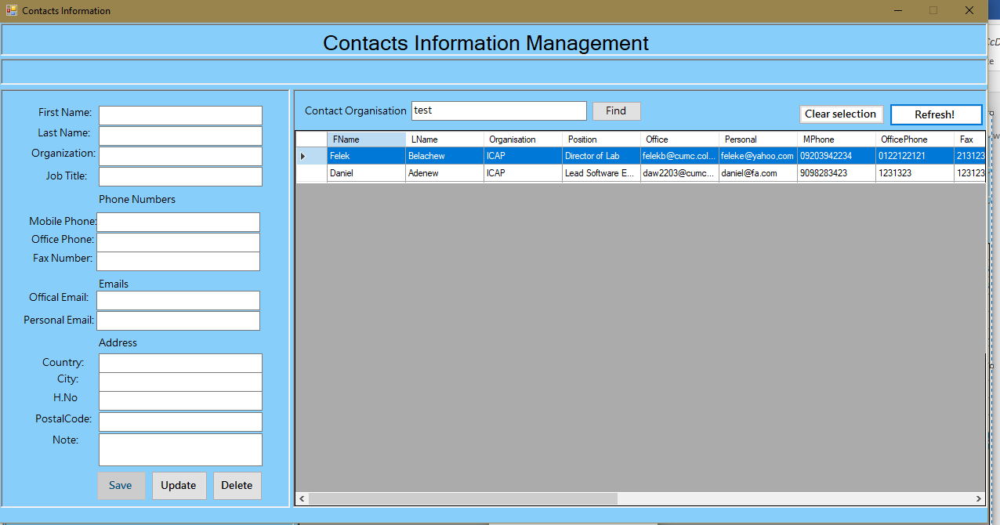 Contacts Information
Contacts Information Management
First Name:
Last Name:
Organization:
Job Title:
Phone Numbers
Mobile Phone:
Office Phone:
Fax Number:
Emails
Offical Email:
Personal Email:
Address
Country:
City:
H.No
PostalCode:
Note:
Save Update Delete
Contact Organisation test Find Clear selection Refresh!
FName LName Organisation Position Office Personal MPhone OfficePhone Fax
Felek Belachew ICAP Director of Lab felekb@cumc.col... feleke@yahoo,com 09203942234 0122122121 213123
Daniel Adenew ICAP Lead Software E... daw2203@cumc... daniel@fa.com 9098283423 1231323 123123